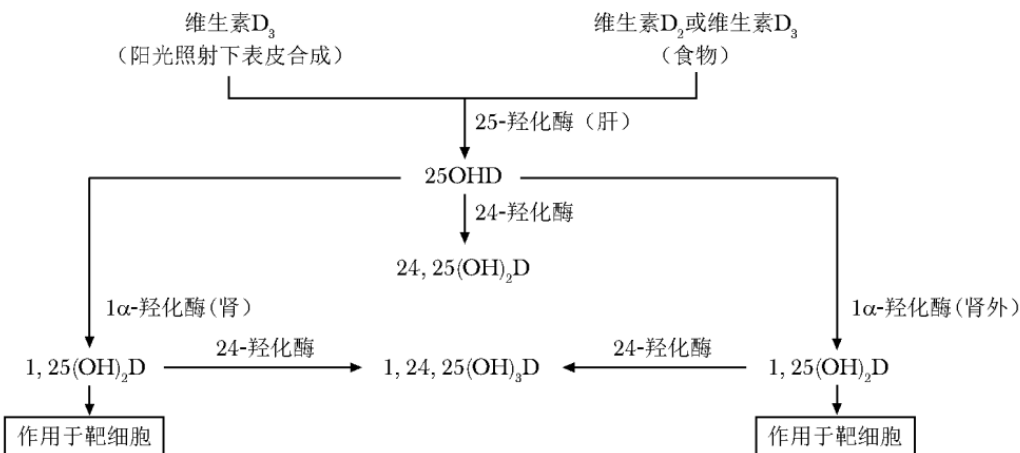 维生素D₃
（阳光照射下表皮合成）
维生素D₂或维生素D₃
（食物）
25-羟化酶（肝）
25OHD
24-羟化酶
24, 25(OH)₂D
1α-羟化酶(肾)
1α-羟化酶(肾外)
1, 25(OH)₂D
24-羟化酶
1, 24, 25(OH)₃D
24-羟化酶
1, 25(OH)₂D
作用于靶细胞
作用于靶细胞